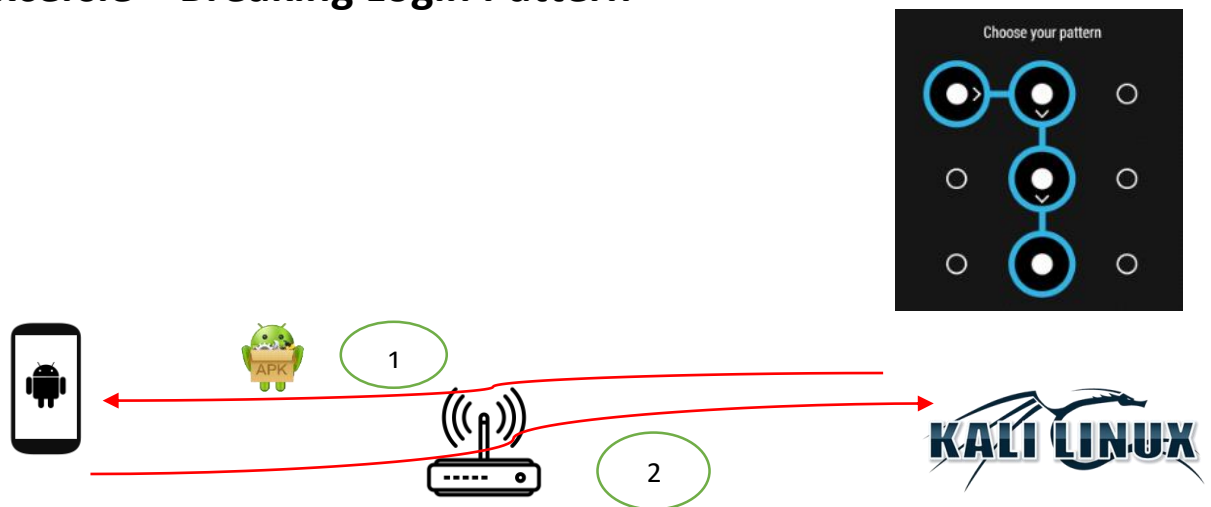 Breaking Login Pattern
Choose your pattern
APK
1
KALI LINUX
2